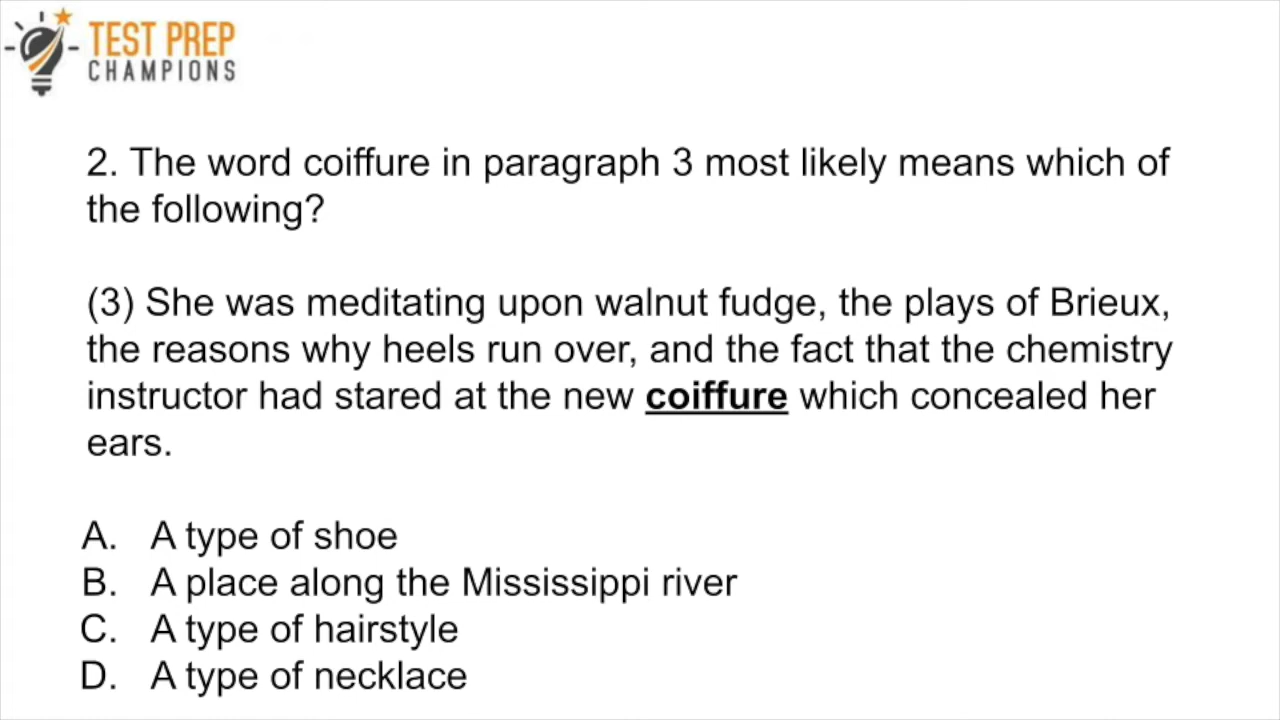 TEST PREP
CHAMPIONS
2. The word coiffure in paragraph 3 most likely means which of
the following?
(3) She was meditating upon walnut fudge, the plays of Brieux,
the reasons why heels run over, and the fact that the chemistry
instructor had stared at the new coiffure which concealed her
ears.
A. A type of shoe
B. A place along the Mississippi river
C. A type of hairstyle
D. A type of necklace